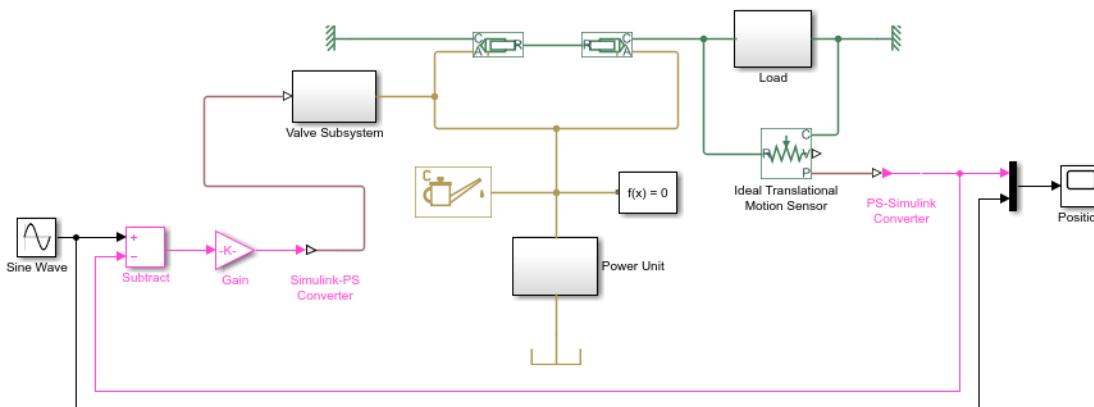 C
R
A
R
C
A
Load
Valve Subsystem
C
R
V
P
C
f(x) = 0
Ideal Translational
Motion Sensor
PS-Simulink
Converter
Positio
+
−
Sine Wave
Subtract
-K-
Gain
Simulink-PS
Converter
Power Unit